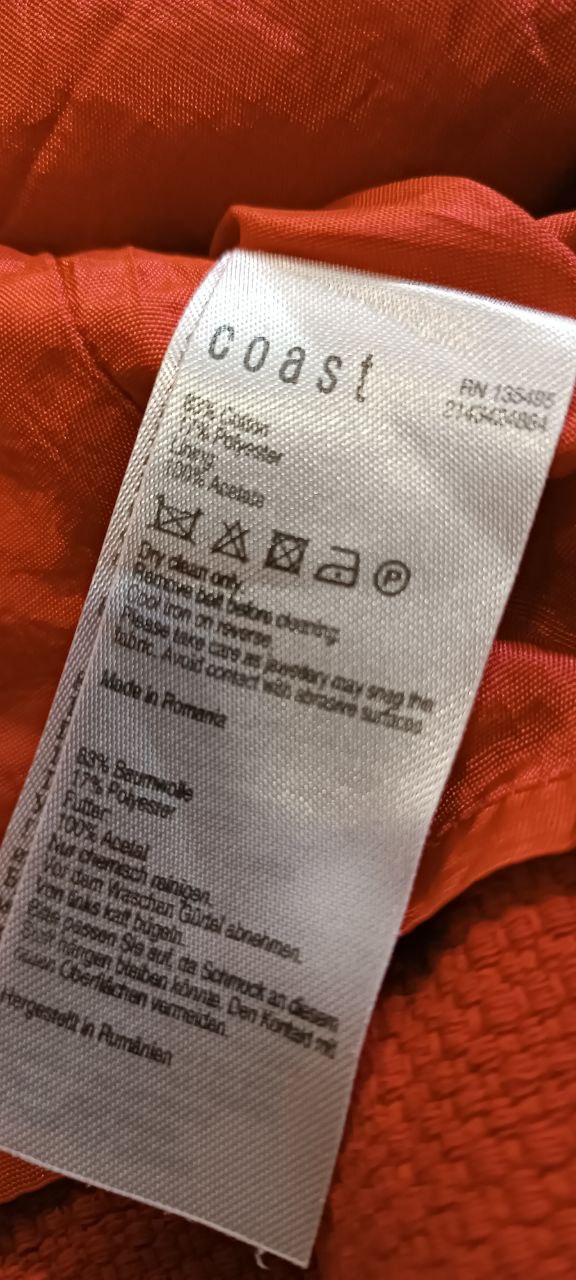 coast
RN 135485
2143424864
83% Cotton
17% Polyester
Lining
100% Acetate
P
Dry clean only.
Remove belt before cleaning.
Cool iron on reverse.
Please take care as jewellery may snag this
fabric. Avoid contact with abrasive surfaces.
Made in Romania
83% Baumwolle
17% Polyester
Futter:
100% Acetat
Nur chemisch reinigen.
Vor dem Waschen Gürtel abnehmen.
Von links kalt bügeln.
Bitte passen Sie auf, da Schmuck an diesem
Stoff hängen bleiben könnte. Den Kontakt mit
rauen Oberflächen vermeiden.
Hergestellt in Rumänien